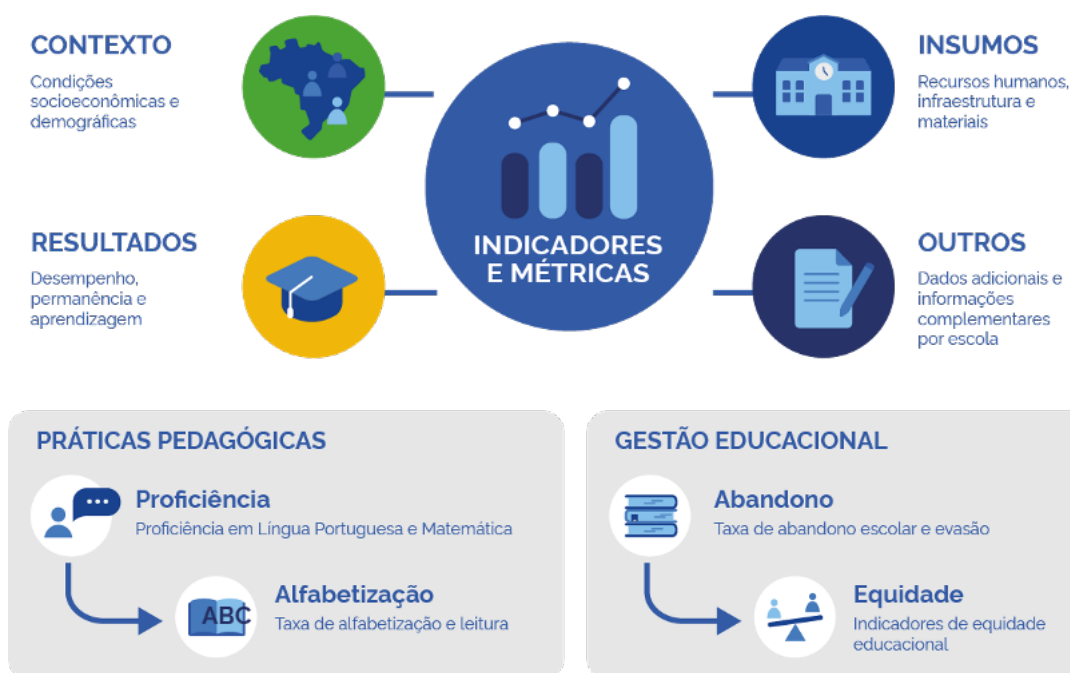 CONTEXTO
Condições
socioeconômicas e
demográficas
INDICADORES
E MÉTRICAS
INSUMOS
Recursos humanos,
infraestrutura e
materiais
RESULTADOS
Desempenho,
permanência e
aprendizagem
OUTROS
Dados adicionais e
informações
complementares
por escola
PRÁTICAS PEDAGÓGICAS
Proficiência
Proficiência em Língua Portuguesa e Matemática
ABC
Alfabetização
Taxa de alfabetização e leitura
GESTÃO EDUCACIONAL
Abandono
Taxa de abandono escolar e evasão
Equidade
Indicadores de equidade
educacional